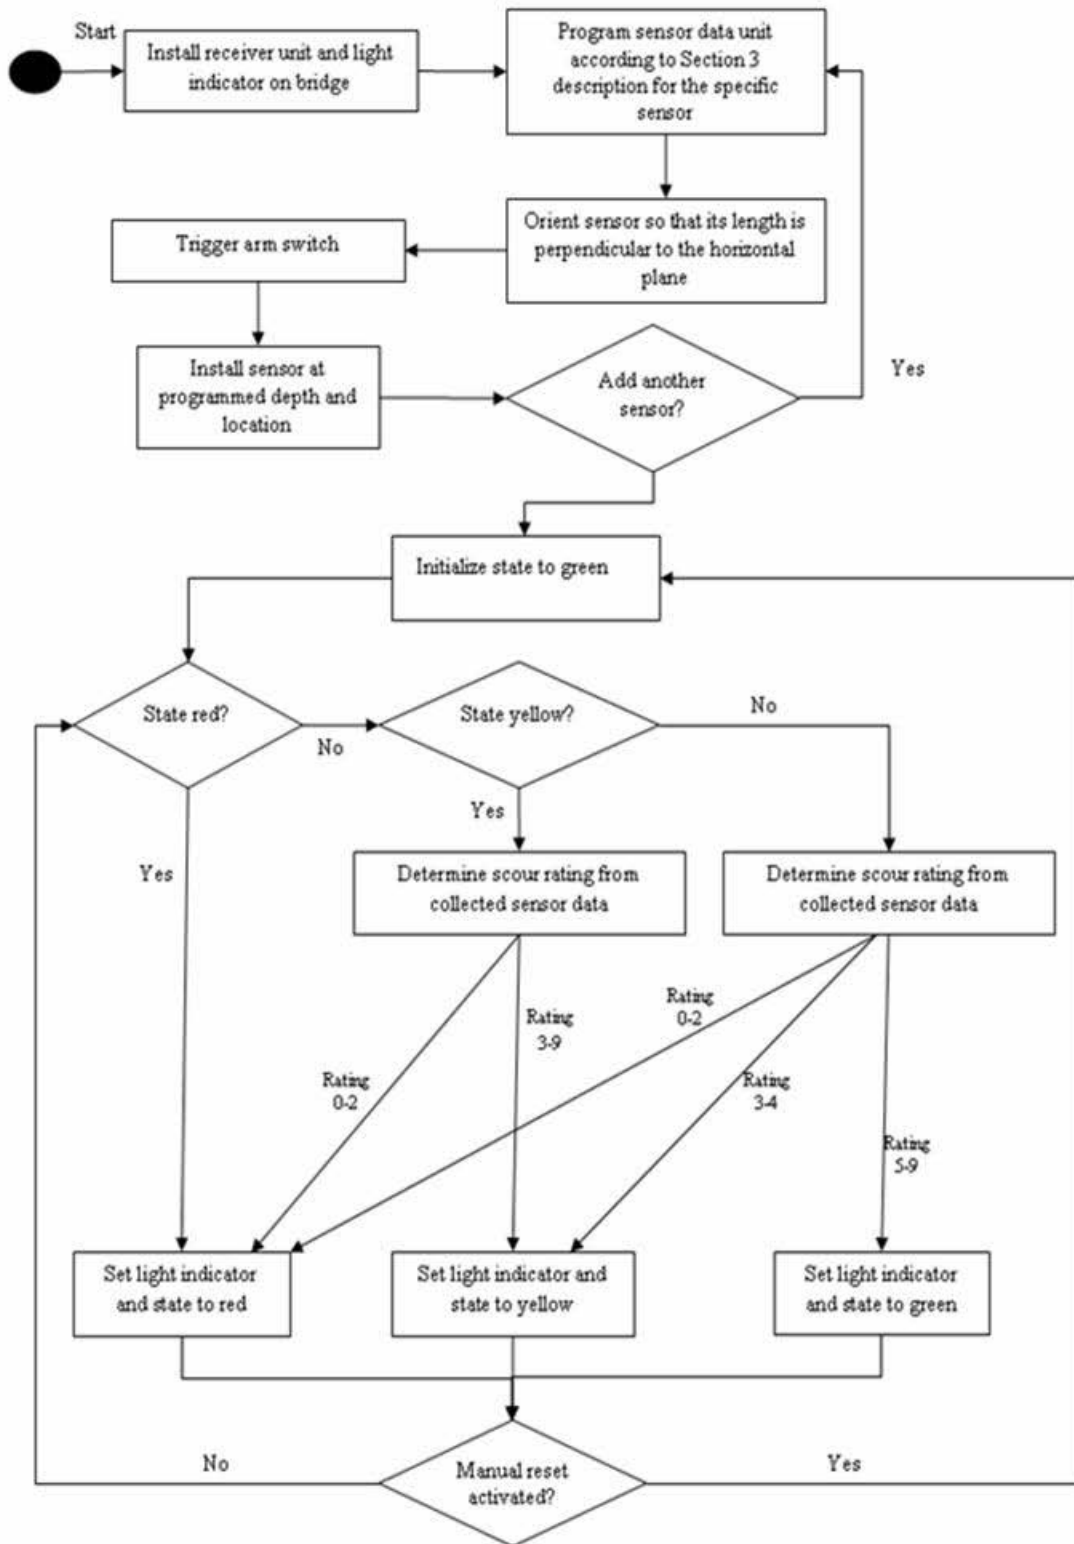 Start
Install receiver unit and light
indicator on bridge
Program sensor data unit
according to Section 3
description for the specific
sensor
Orient sensor so that its length is
perpendicular to the horizontal
plane
Trigger arm switch
Install sensor at
programmed depth and
location
Add another
sensor?
Yes
Initialize state to green
State red?
No
State yellow?
No
Yes
Yes
Determine scour rating from
collected sensor data
Determine scour rating from
collected sensor data
Rating
0-2
Rating
3-9
Rating
0-2
Rating
3-4
Rating
5-9
Set light indicator
and state to red
Set light indicator and
state to yellow
Set light indicator
and state to green
No
Manual reset
activated?
Yes